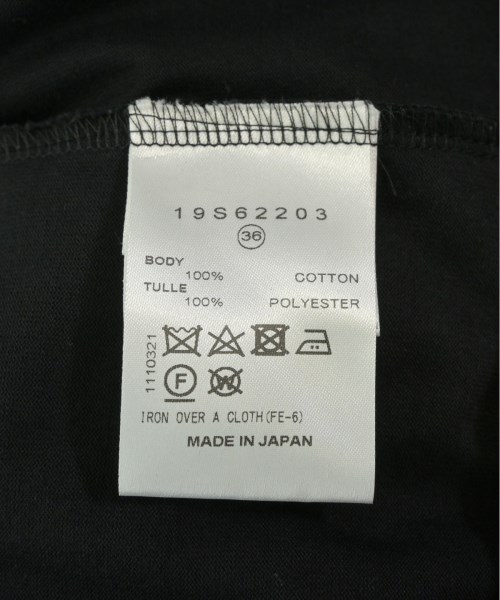 19S62203
36
BODY
100% COTTON
TULLE
100% POLYESTER
1110321
F W
IRON OVER A CLOTH(FE-6)
MADE IN JAPAN